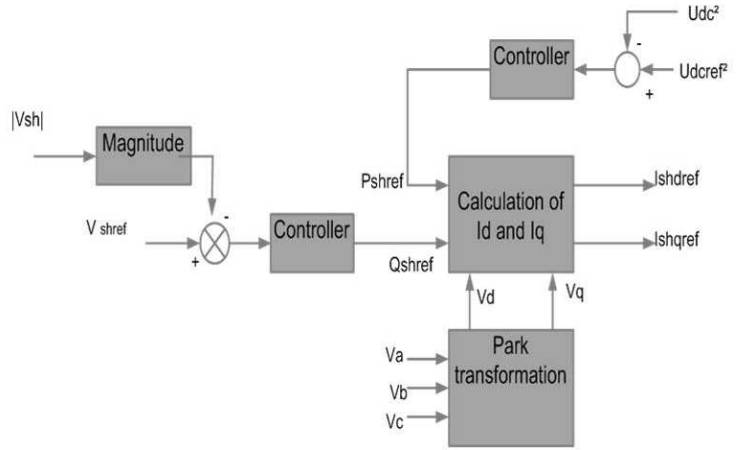 Udc²
-
Controller
Udcref²
+
|Vsh|
Magnitude
Pshref
Calculation of
Id and Iq
Ishdref
-
V shref
+
Controller
Qshref
Ishqref
Vd
Vq
Va
Vb
Vc
Park
transformation